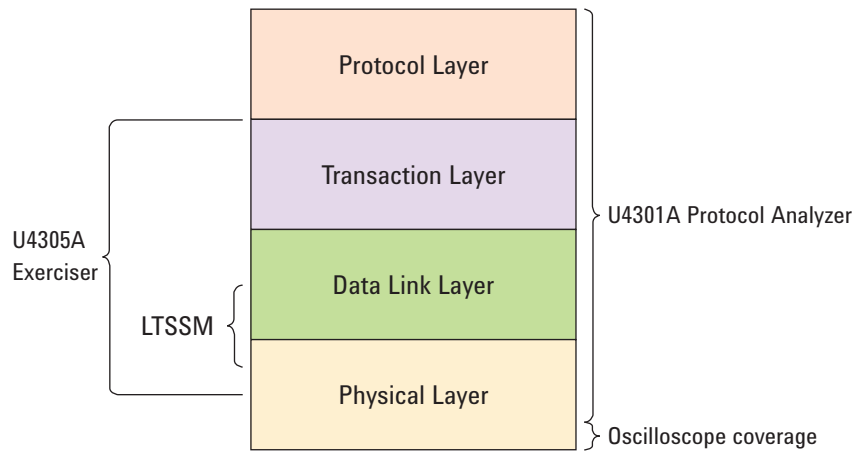 Protocol Layer
Transaction Layer
U4301A Protocol Analyzer
U4305A
Exerciser
Data Link Layer
LTSSM
Physical Layer
Oscilloscope coverage